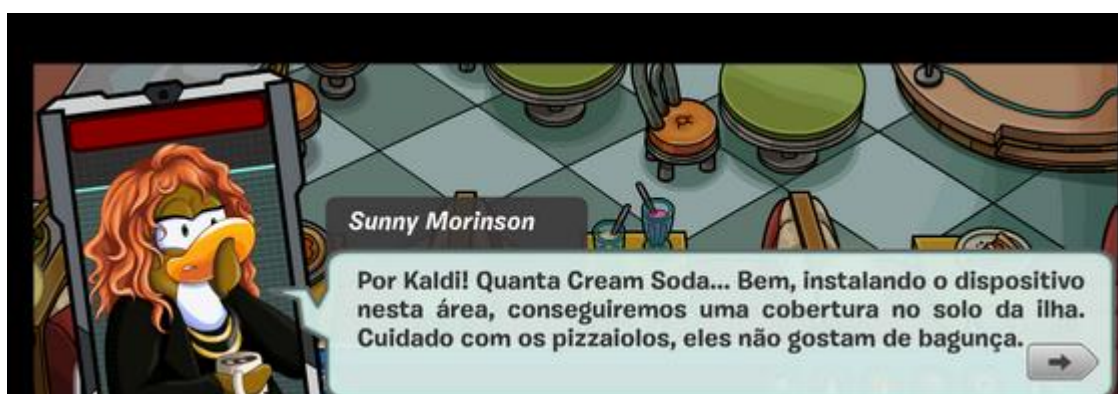 Sunny Morinson
Por Kaldi! Quanta Cream Soda... Bem, instalando o dispositivo
nesta área, conseguiremos uma cobertura no solo da ilha.
Cuidado com os pizzaiolos, eles não gostam de bagunça.